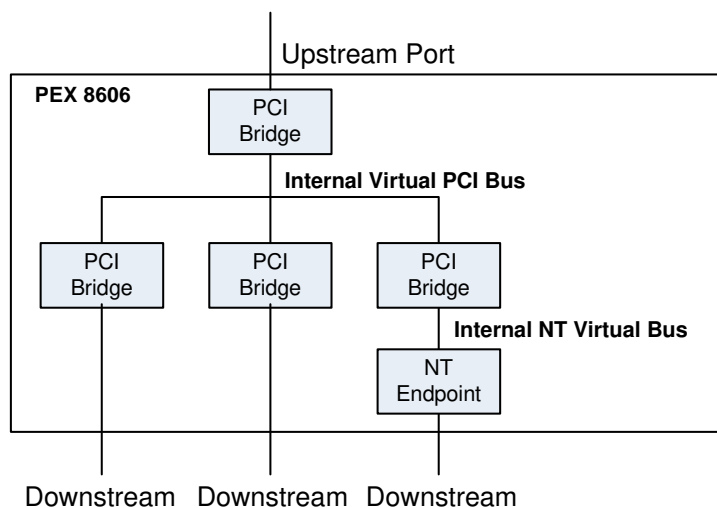 Upstream Port
PEX 8606
PCI
Bridge
Internal Virtual PCI Bus
PCI
Bridge
PCI
Bridge
PCI
Bridge
Internal NT Virtual Bus
NT
Endpoint
Downstream
Downstream
Downstream